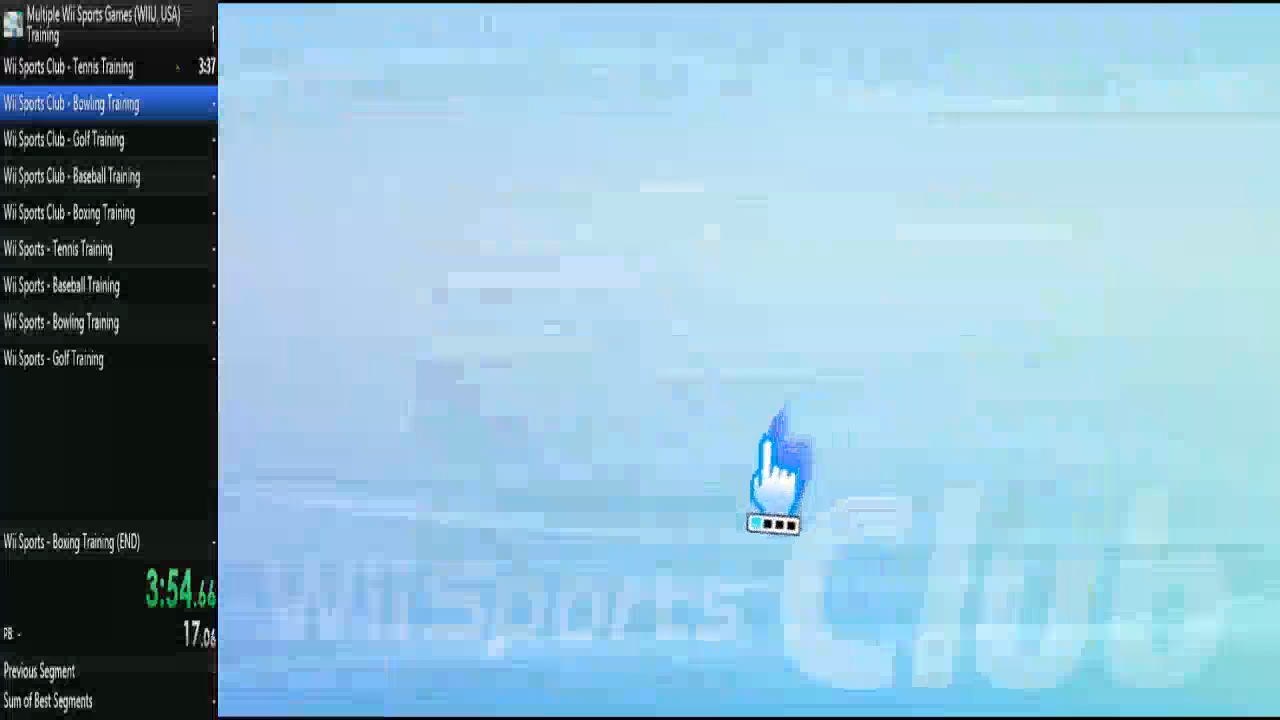 Multiple Wii Sports Games (WIIU, USA)
Training
1
Wii Sports Club - Tennis Training 3:37
Wii Sports Club - Bowling Training -
Wii Sports Club - Golf Training -
Wii Sports Club - Baseball Training -
Wii Sports Club - Boxing Training -
Wii Sports - Tennis Training -
Wii Sports - Baseball Training -
Wii Sports - Bowling Training -
Wii Sports - Golf Training -
Wii Sports - Boxing Training (END) -
3:54.66
PB: - 17.06
Previous Segment
Sum of Best Segments -
Wii Sports Club